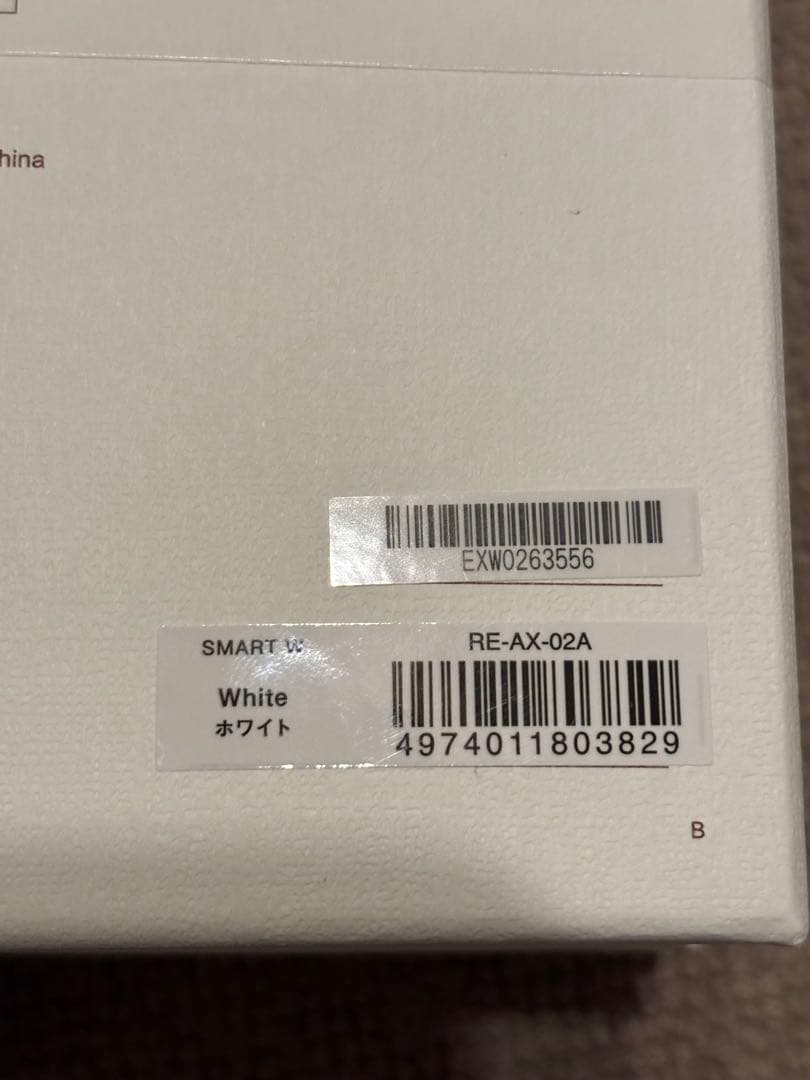 hina
EXW0263556
SMART W
RE-AX-02A
White
ホワイト
4974011803829
B